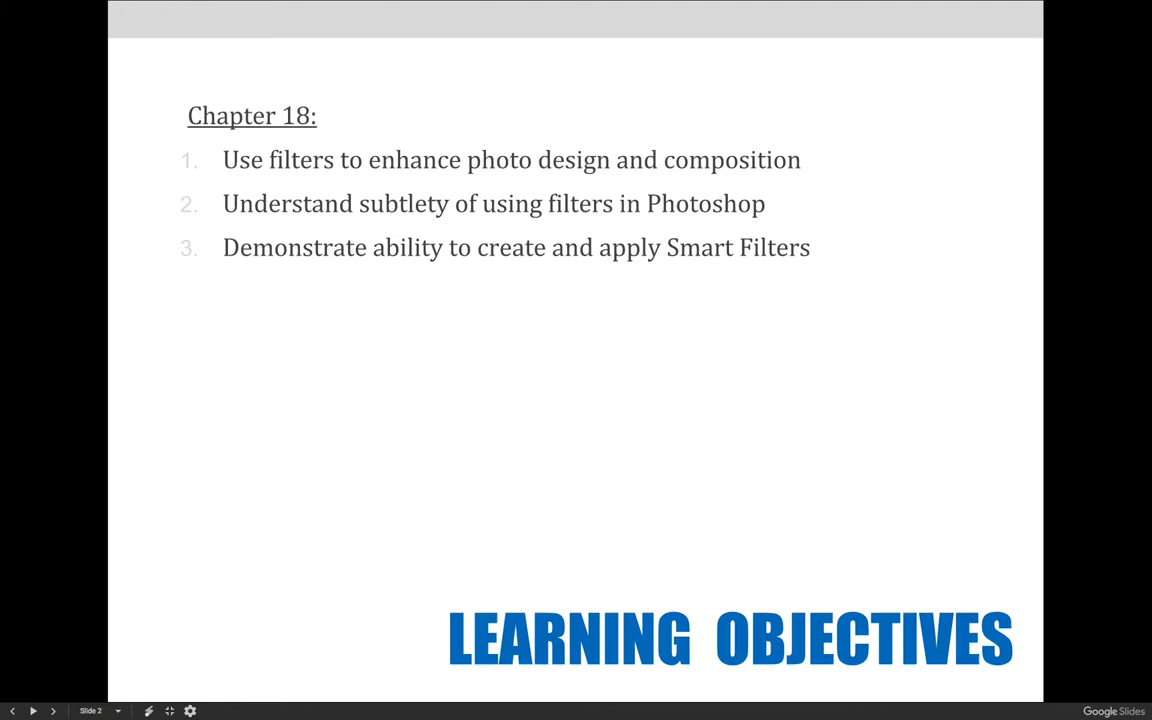 Chapter 18:
1. Use filters to enhance photo design and composition
2. Understand subtlety of using filters in Photoshop
3. Demonstrate ability to create and apply Smart Filters
LEARNING OBJECTIVES
Slide 2
Google Slides